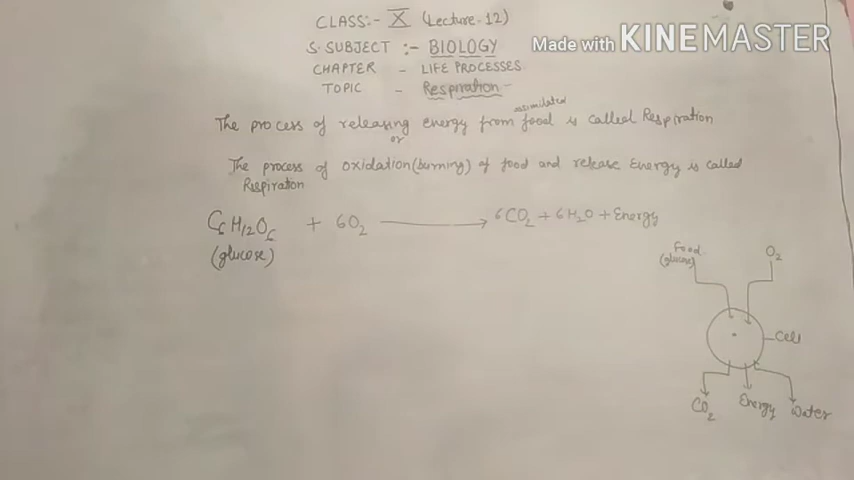 CLASS:- X (Lecture-12)
S. SUBJECT :- BIOLOGY
Made with KINEMASTER
CHAPTER - LIFE PROCESSES
TOPIC - Respiration -
assimilated
The process of releasing energy from food is called Respiration
or
The process of oxidation (burning) of food and release Energy is called
Respiration
C6H12O6 + 6O2 → 6CO2 + 6H2O + Energy
(glucose)
Food O2
(glucose)
Cell
CO2 Energy Water